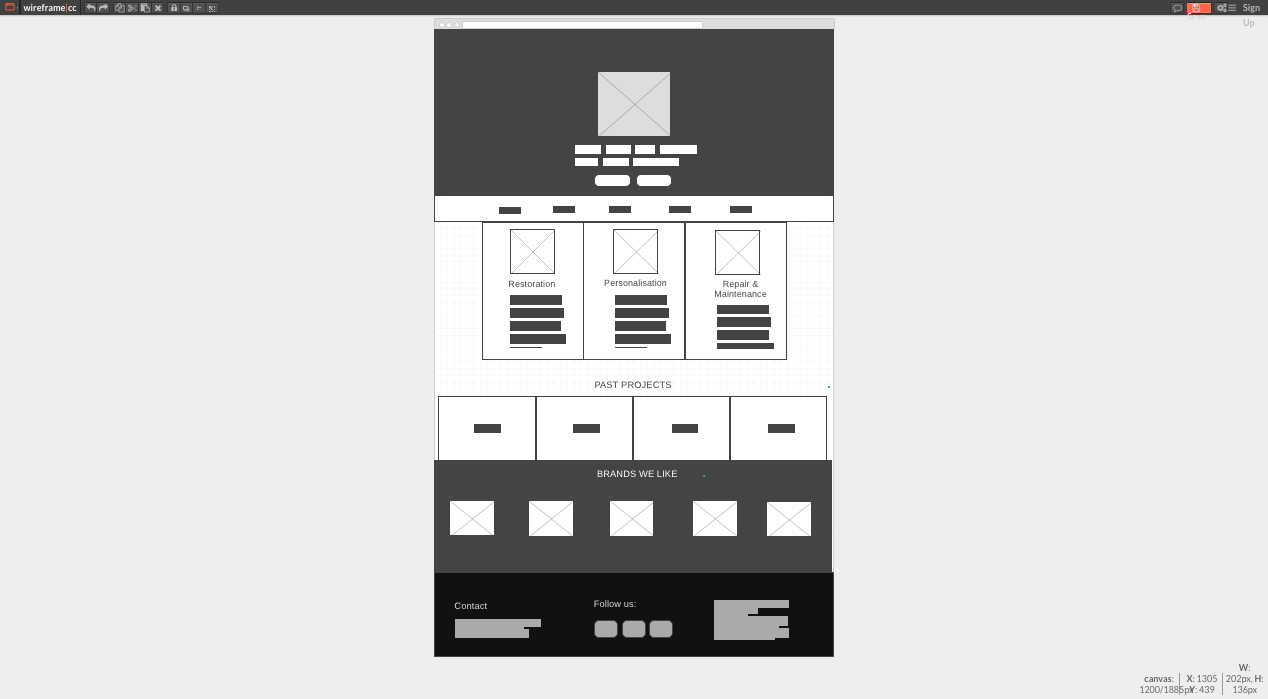 wireframe|cc
Sign
Up
Restoration
Personalisation
Repair &
Maintenance
PAST PROJECTS
BRANDS WE LIKE
Contact
Follow us:
canvas:
1200/1885px
X: 1305
Y: 439
W:
202px, H:
136px